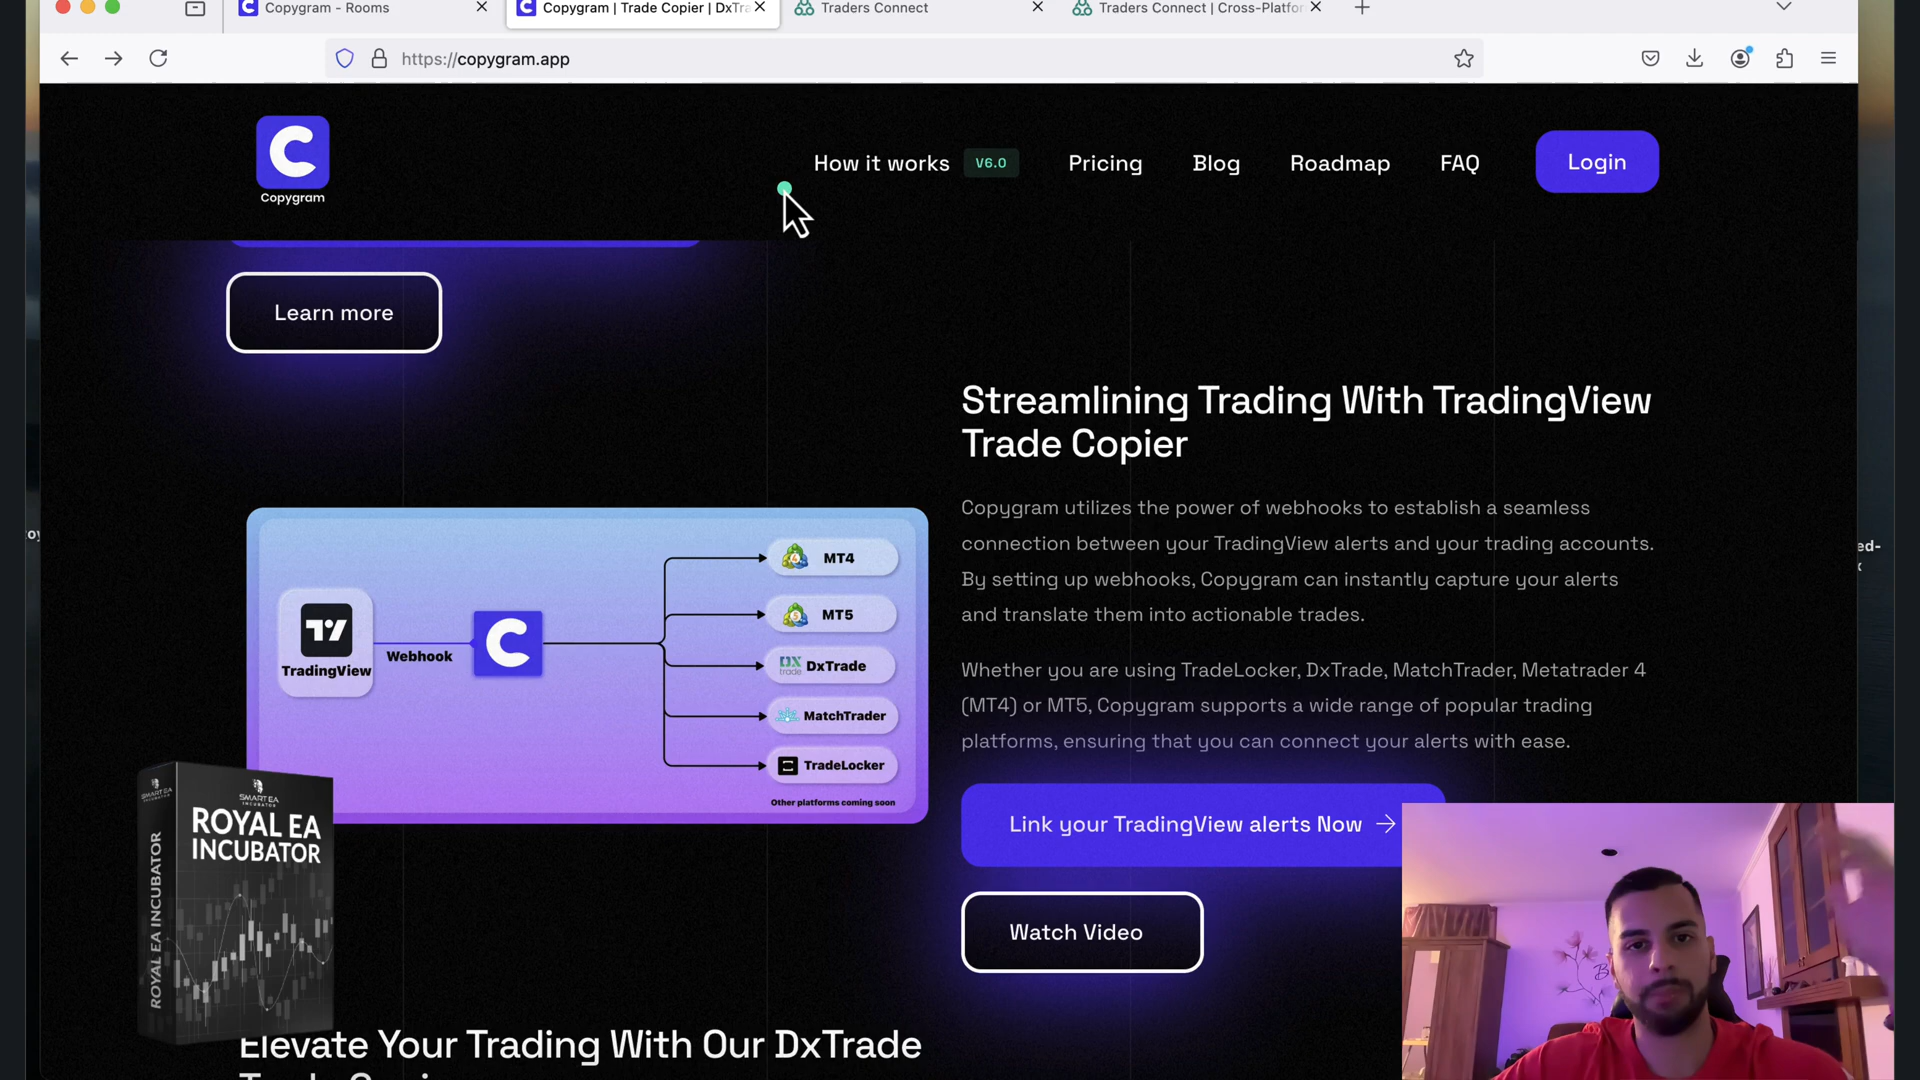 Copygram - Rooms
Copygram | Trade Copier | DxTra
Traders Connect
Traders Connect | Cross-Platfor
https://copygram.app
Copygram
How it works
V6.0
Pricing
Blog
Roadmap
FAQ
Login
Learn more
Streamlining Trading With TradingView
Trade Copier
Copygram utilizes the power of webhooks to establish a seamless
connection between your TradingView alerts and your trading accounts.
By setting up webhooks, Copygram can instantly capture your alerts
and translate them into actionable trades.
Whether you are using TradeLocker, DxTrade, MatchTrader, Metatrader 4
(MT4) or MT5, Copygram supports a wide range of popular trading
platforms, ensuring that you can connect your alerts with ease.
Link your TradingView alerts Now
Watch Video
TradingView
Webhook
MT4
MT5
DX
trade
DxTrade
MatchTrader
TradeLocker
Other platforms coming soon
SMART EA
INCUBATOR
ROYAL EA
INCUBATOR
SMART EA
INCUBATOR
ROYAL EA INCUBATOR
Elevate Your Trading With Our DxTrade
ed-